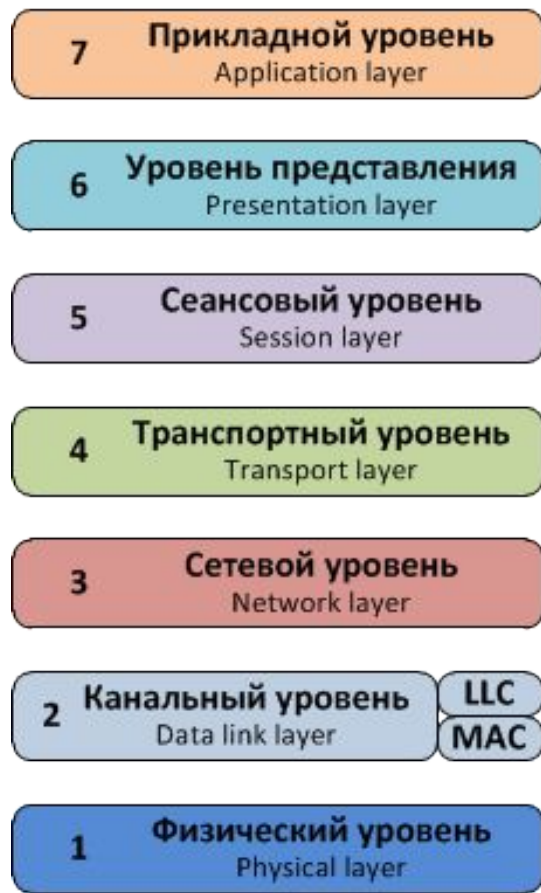 7
Прикладной уровень
Application layer
6
Уровень представления
Presentation layer
5
Сеансовый уровень
Session layer
4
Транспортный уровень
Transport layer
3
Сетевой уровень
Network layer
2
Канальный уровень
Data link layer
LLC
MAC
1
Физический уровень
Physical layer